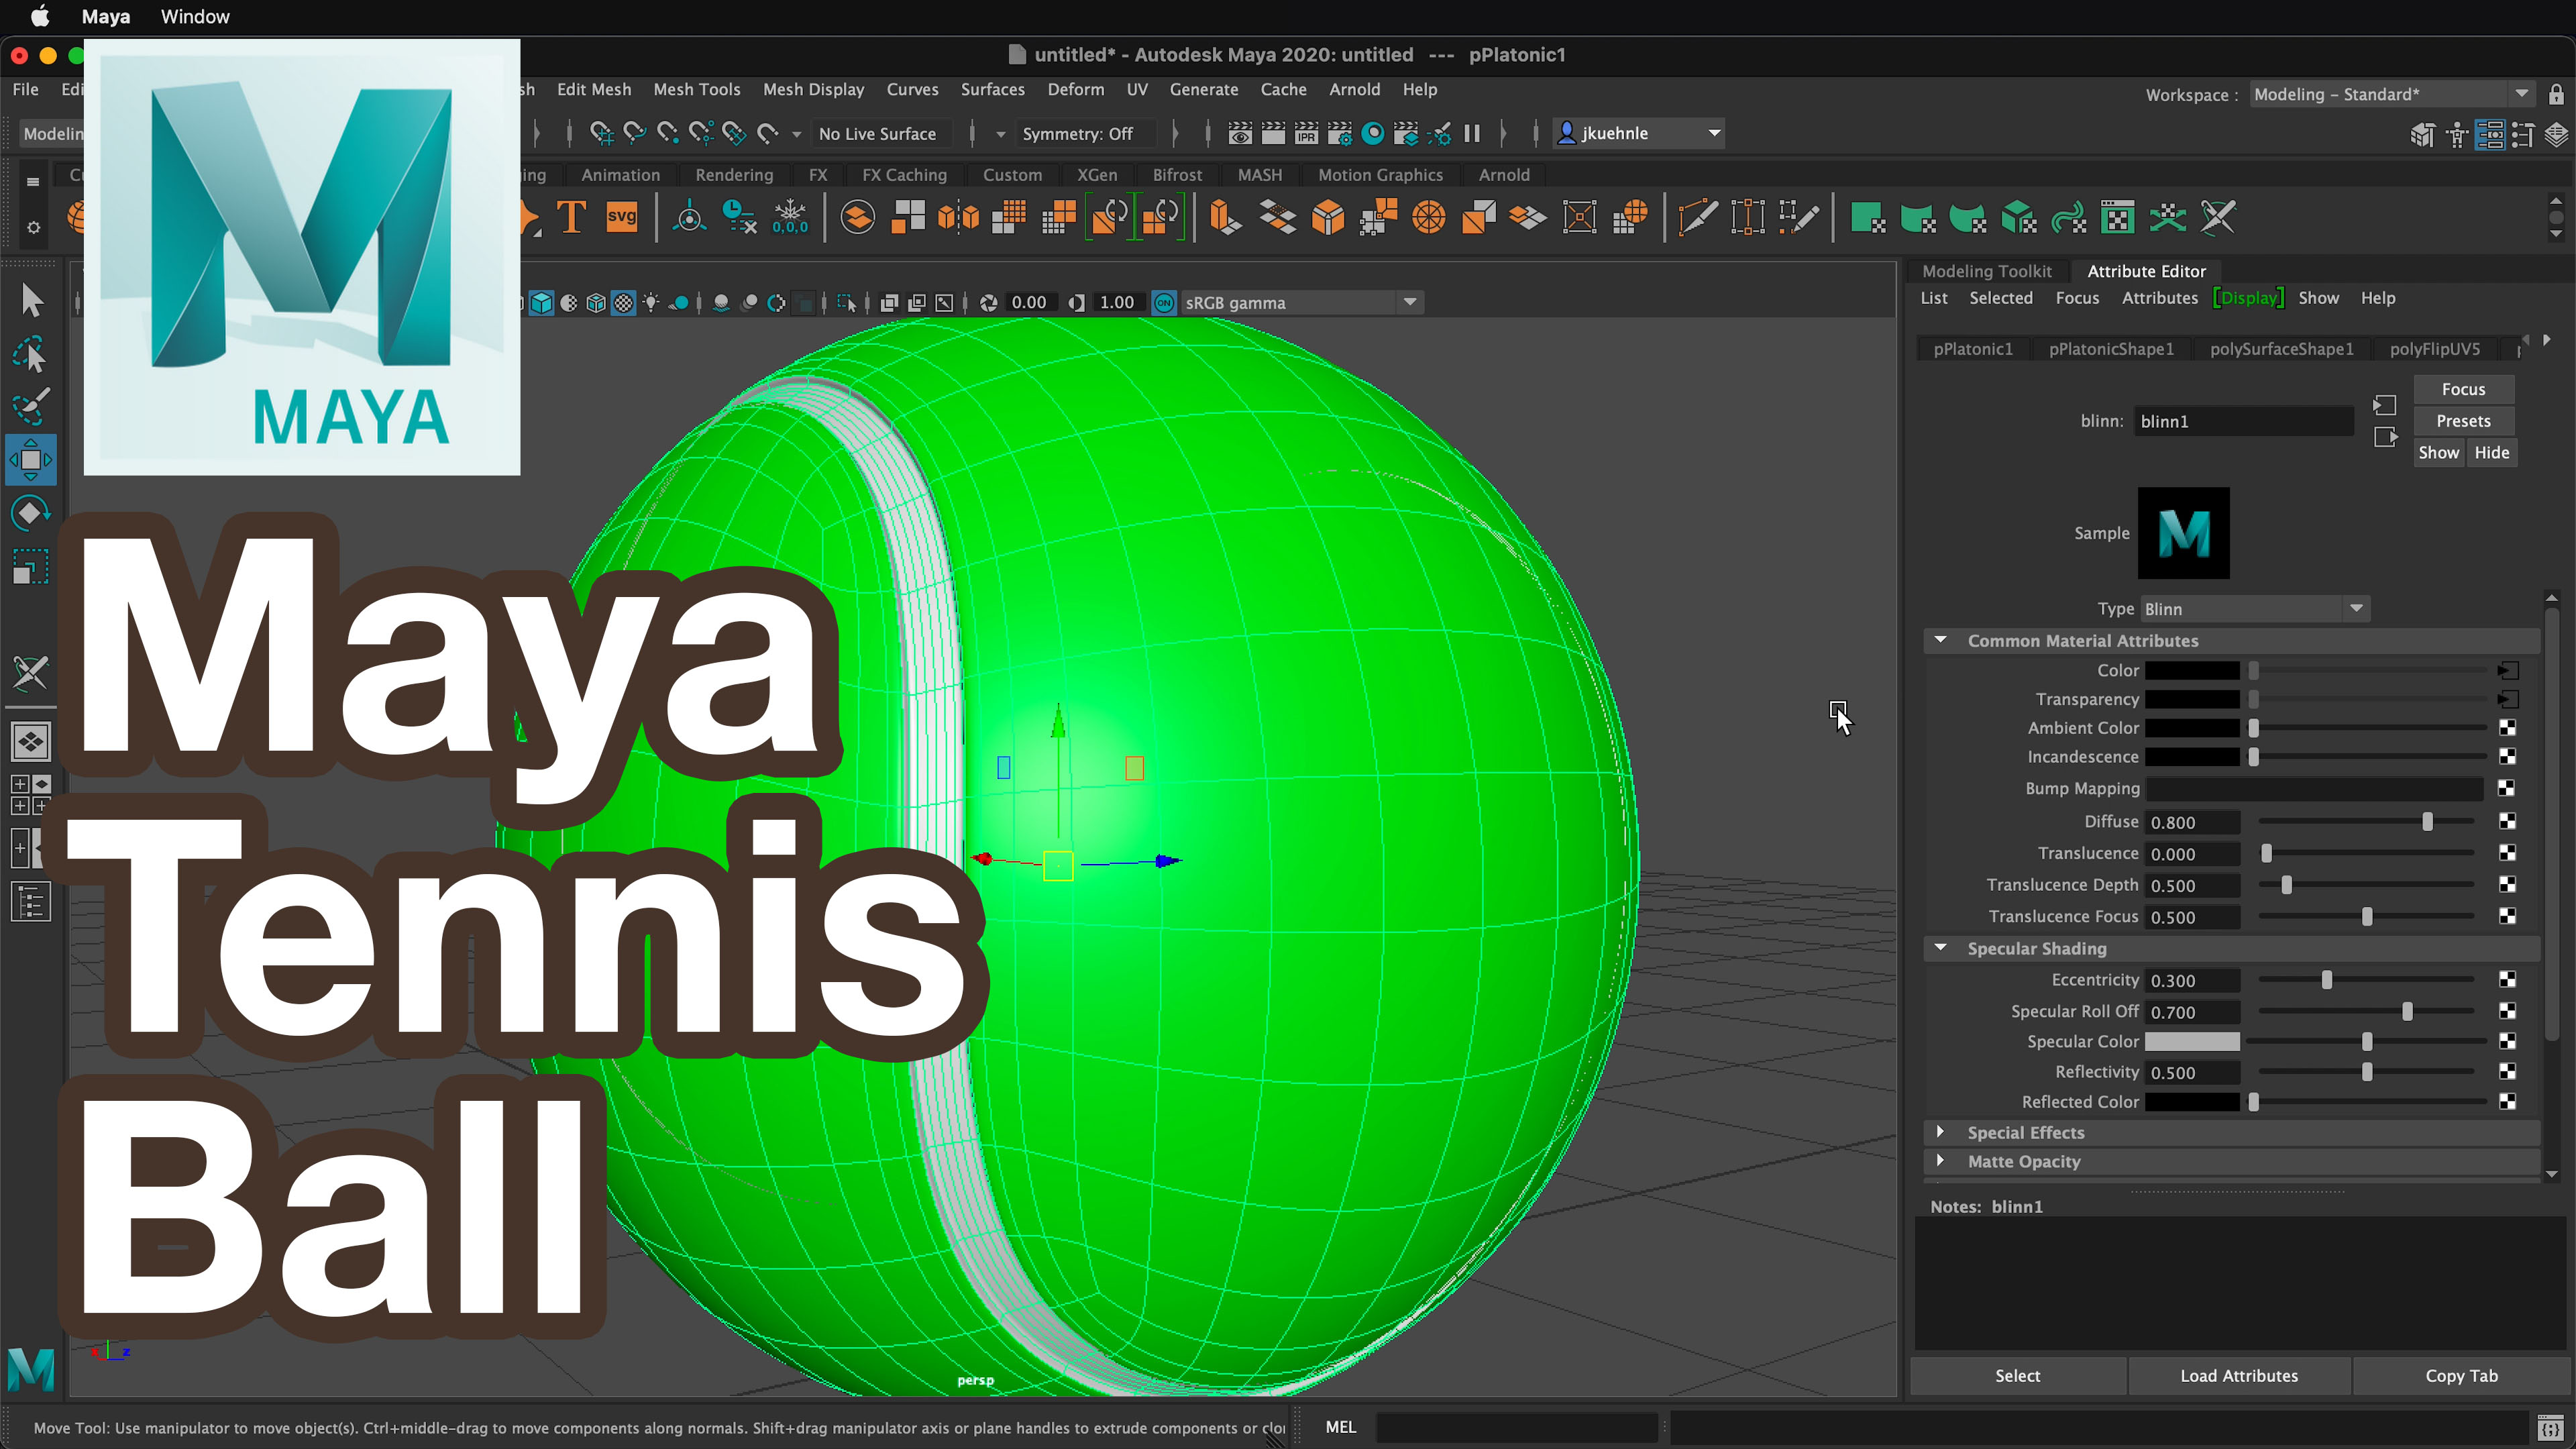 Maya Window
untitled* - Autodesk Maya 2020: untitled --- pPlatonic1
File Edi sh Edit Mesh Mesh Tools Mesh Display Curves Surfaces Deform UV Generate Cache Arnold Help
Workspace : Modeling - Standard*
Modelin No Live Surface Symmetry: Off IPR jkuehnle
Cu ing Animation Rendering FX FX Caching Custom XGen Bifrost MASH Motion Graphics Arnold
T svg 0,0,0
MAYA
Modeling Toolkit Attribute Editor
List Selected Focus Attributes Display Show Help
0.00 1.00 ON sRGB gamma
pPlatonic1 pPlatonicShape1 polySurfaceShape1 polyFlipUV5
Focus
blinn: blinn1 Presets
Show Hide
Sample
Type Blinn
Common Material Attributes
Color
Transparency
Ambient Color
Incandescence
Bump Mapping
Diffuse 0.800
Translucence 0.000
Translucence Depth 0.500
Translucence Focus 0.500
Specular Shading
Eccentricity 0.300
Specular Roll Off 0.700
Specular Color
Reflectivity 0.500
Reflected Color
Special Effects
Matte Opacity
Notes: blinn1
Select Load Attributes Copy Tab
Maya
Tennis
Ball
z
persp
Move Tool: Use manipulator to move object(s). Ctrl+middle-drag to move components along normals. Shift+drag manipulator axis or plane handles to extrude components or clon
MEL